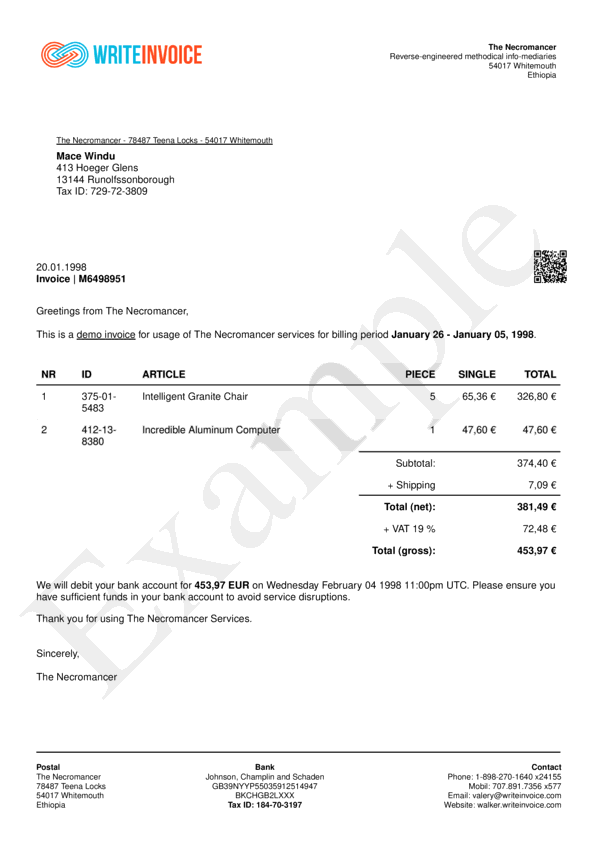 WRITEINVOICE
The Necromancer
Reverse-engineered methodical info-mediaries
54017 Whitemouth
Ethiopia
The Necromancer - 78487 Teena Locks - 54017 Whitemouth
Mace Windu
413 Hoeger Glens
13144 Runolfssonborough
Tax ID: 729-72-3809
20.01.1998
Invoice | M6498951
Greetings from The Necromancer,
This is a demo invoice for usage of The Necromancer services for billing period January 26 - January 05, 1998.
NR ID ARTICLE PIECE SINGLE TOTAL
1 375-01-5483 Intelligent Granite Chair 5 65,36 € 326,80 €
2 412-13-8380 Incredible Aluminum Computer 1 47,60 € 47,60 €
Subtotal: 374,40 €
+ Shipping 7,09 €
Total (net): 381,49 €
+ VAT 19 % 72,48 €
Total (gross): 453,97 €
We will debit your bank account for 453,97 EUR on Wednesday February 04 1998 11:00pm UTC. Please ensure you
have sufficient funds in your bank account to avoid service disruptions.
Thank you for using The Necromancer Services.
Sincerely,
The Necromancer
Example
Postal
The Necromancer
78487 Teena Locks
54017 Whitemouth
Ethiopia
Bank
Johnson, Champlin and Schaden
GB39NYYP55035912514947
BKCHGB2LXXX
Tax ID: 184-70-3197
Contact
Phone: 1-898-270-1640 x24155
Mobil: 707.891.7356 x577
Email: valery@writeinvoice.com
Website: walker.writeinvoice.com